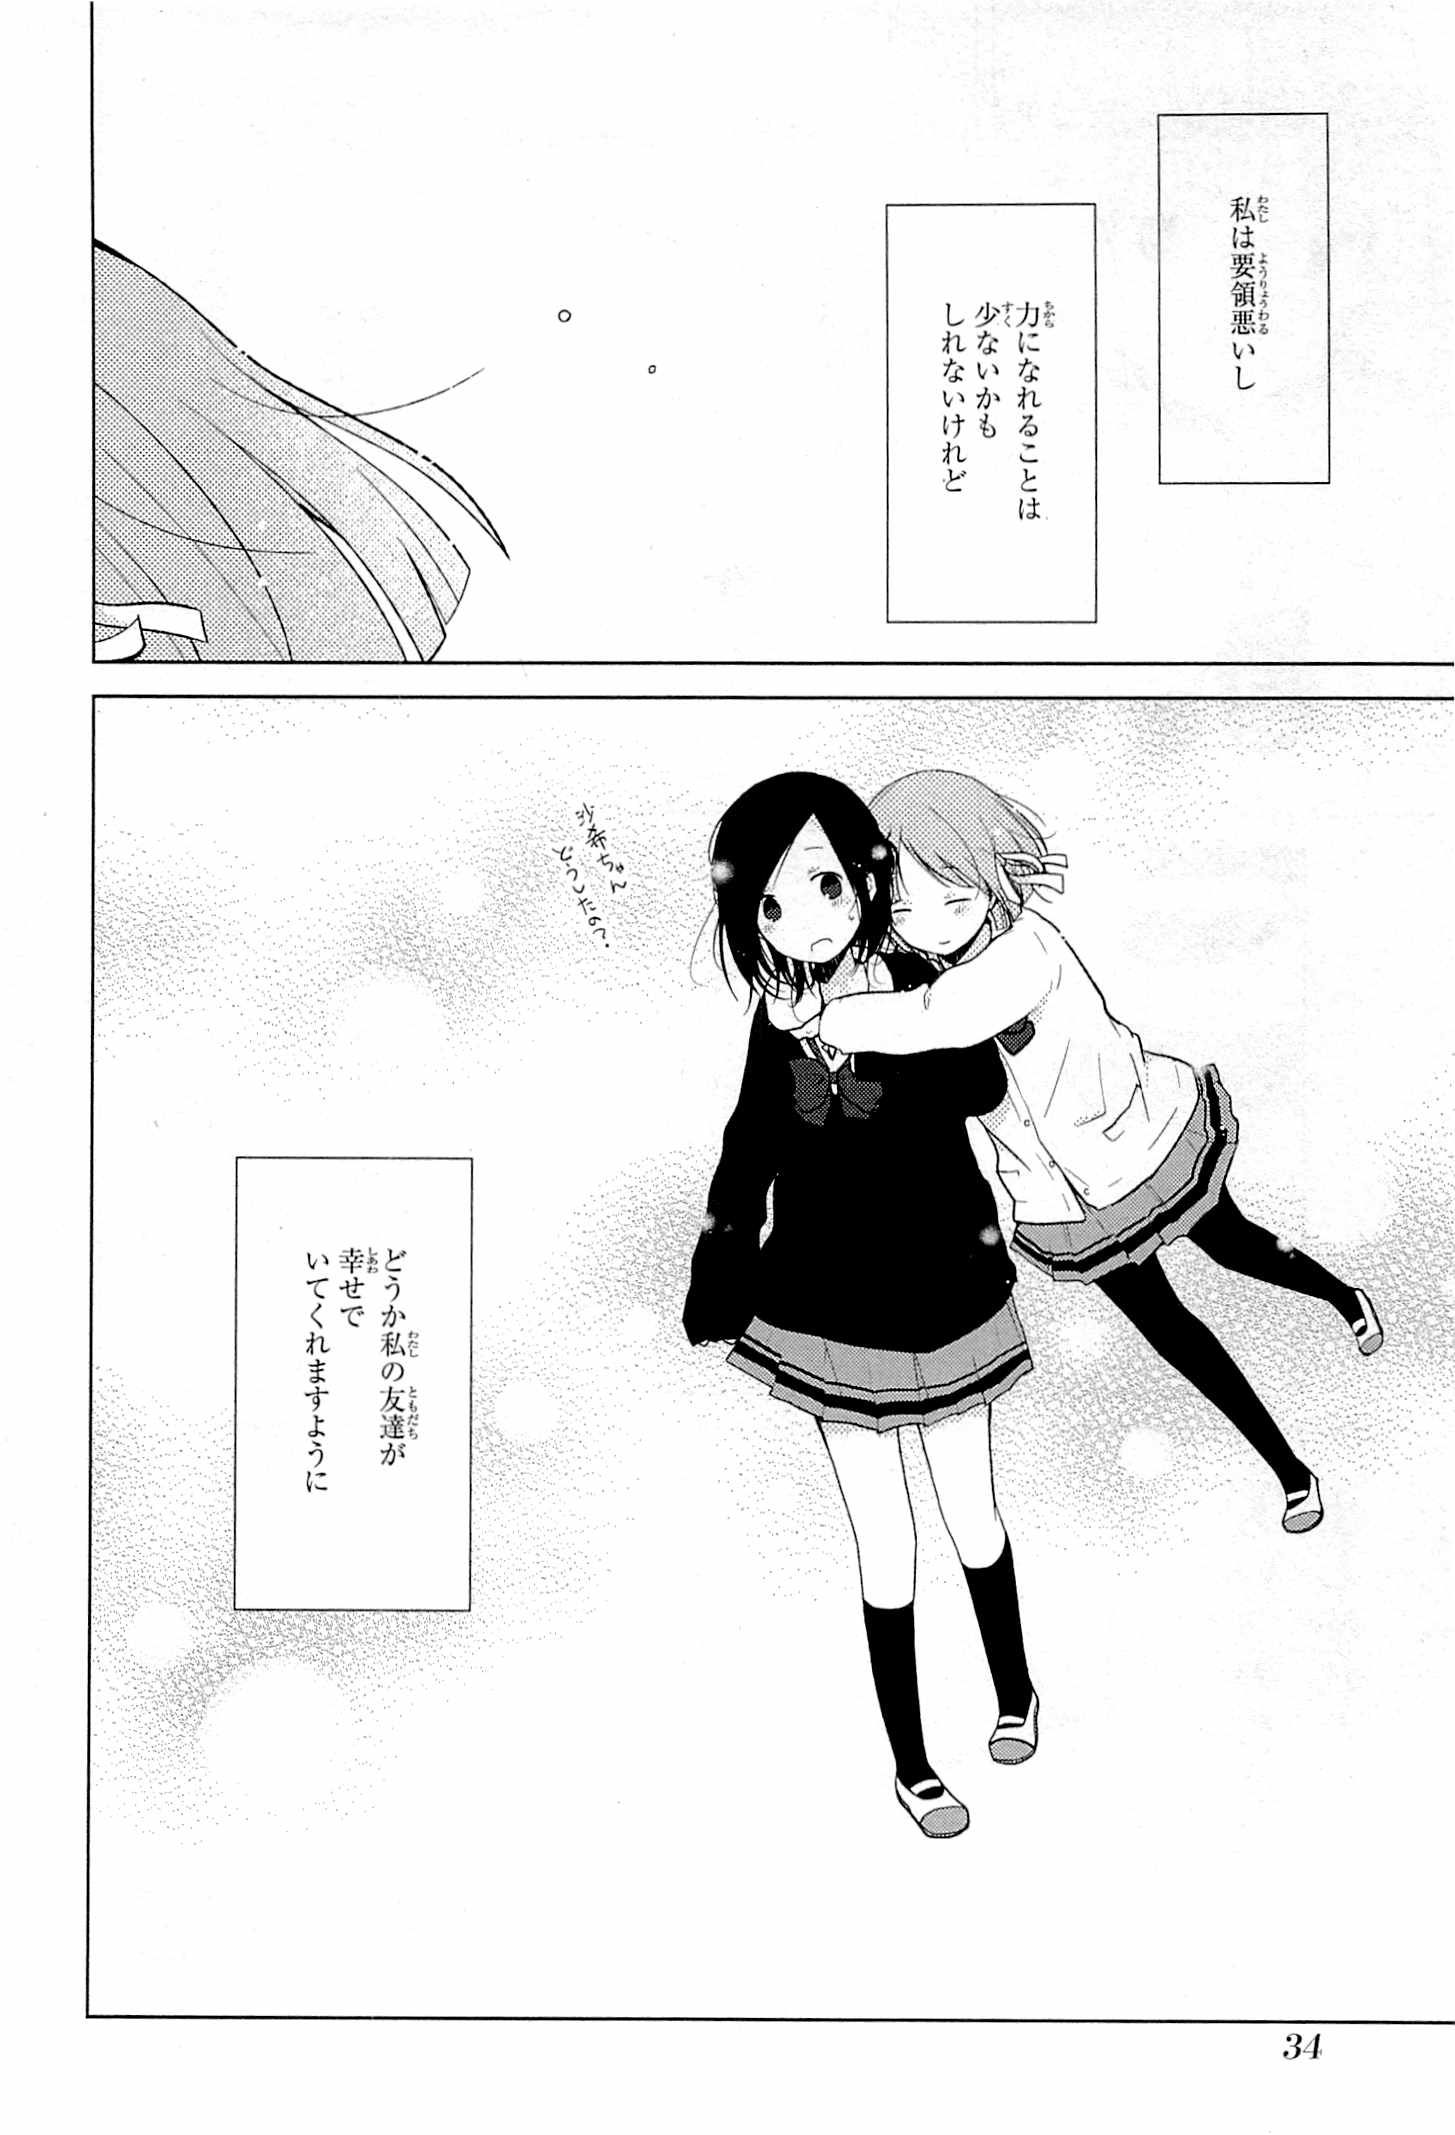 私は要領悪いし
力になれることは
少ないかも
しれないけれど
沙希ちゃん
どうしたの?
どうか私の友達が
幸せで
いてくれますように
34